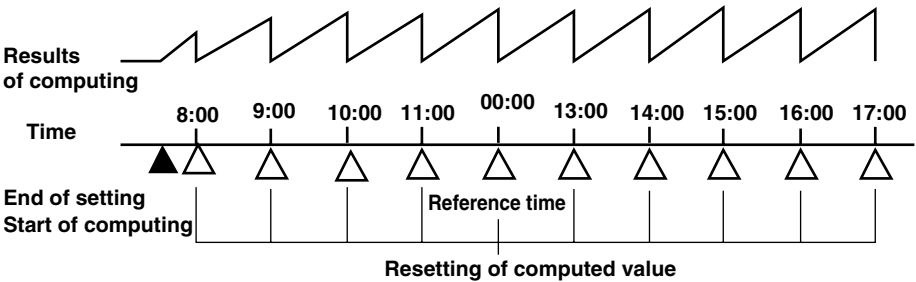 Results
of computing
Time
8:00 9:00 10:00 11:00 00:00 13:00 14:00 15:00 16:00 17:00
End of setting
Start of computing
Reference time
Resetting of computed value